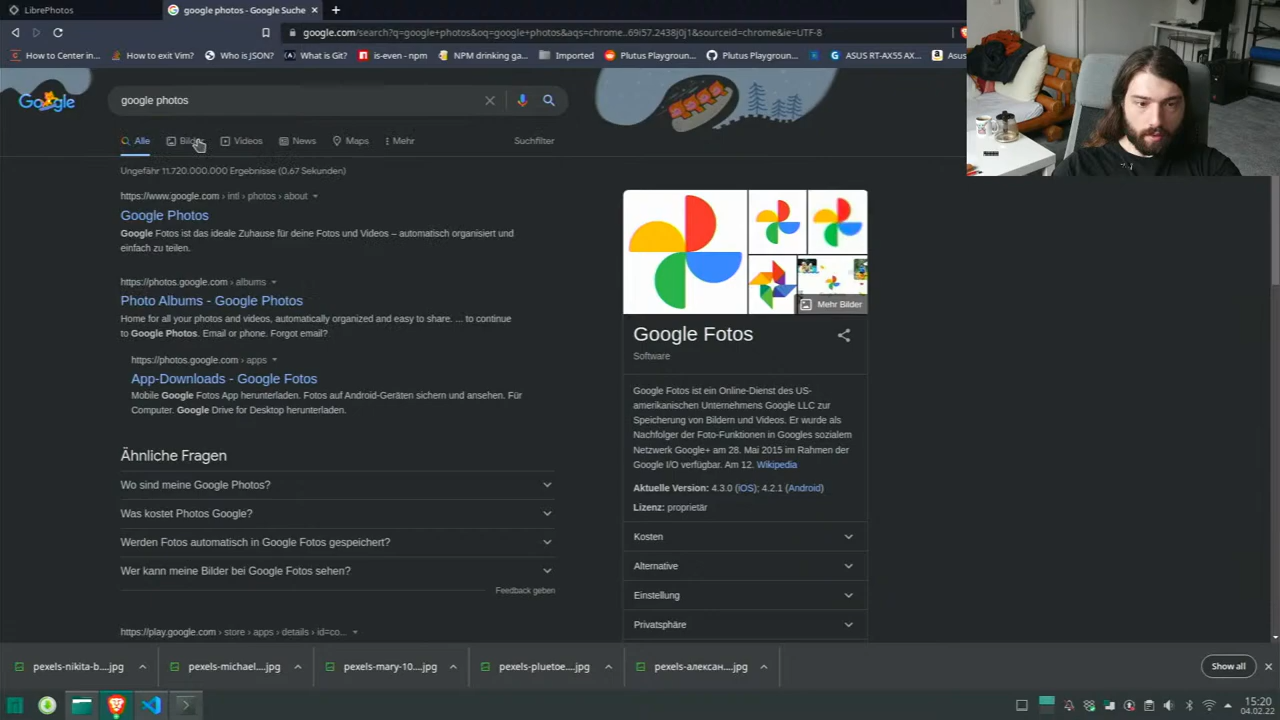 LibrePhotos
google photos - Google Suche
google.com/search?q=google+photos&oq=google+photos&aqs=chrome..69i57.2438j0j1&sourceid=chrome&ie=UTF-8
How to Center in...
How to exit Vim?
Who is JSON?
What is Git?
is-even - npm
NPM drinking ga...
Imported
Plutus Playgroun...
Plutus Playgroun...
ASUS RT-AX55 AX...
Amazon
Google
google photos
Alle
Videos
News
Maps
Mehr
Suchfilter
Ungefähr 11.720.000.000 Ergebnisse (0,67 Sekunden)
https://www.google.com › intl › photos › about
Google Photos
Google Fotos ist das ideale Zuhause für deine Fotos und Videos – automatisch organisiert und
einfach zu teilen.
https://photos.google.com › albums
Photo Albums - Google Photos
Home for all your photos and videos, automatically organized and easy to share. ... to continue
to Google Photos. Email or phone. Forgot email?
https://photos.google.com › apps
App-Downloads - Google Fotos
Mobile Google Fotos App herunterladen. Fotos auf Android-Geräten sichern und ansehen. Für
Computer. Google Drive for Desktop herunterladen.
Ähnliche Fragen
Wo sind meine Google Photos?
Was kostet Photos Google?
Werden Fotos automatisch in Google Fotos gespeichert?
Wer kann meine Bilder bei Google Fotos sehen?
Feedback geben
https://play.google.com › store › apps › details › id=co...
Mehr Bilder
Google Fotos
Software
Google Fotos ist ein Online-Dienst des US-
amerikanischen Unternehmens Google LLC zur
Speicherung von Bildern und Videos. Er wurde als
Nachfolger der Foto-Funktionen in Googles sozialem
Netzwerk Google+ am 28. Mai 2015 im Rahmen der
Google I/O verfügbar. Am 12. Wikipedia
Aktuelle Version: 4.3.0 (iOS); 4.2.1 (Android)
Lizenz: proprietär
Kosten
Alternative
Einstellung
Privatsphäre
pexels-nikita-b....jpg
pexels-michael....jpg
pexels-mary-10....jpg
pexels-pluetoe....jpg
pexels-алексан....jpg
Show all
15:20
04.02.22